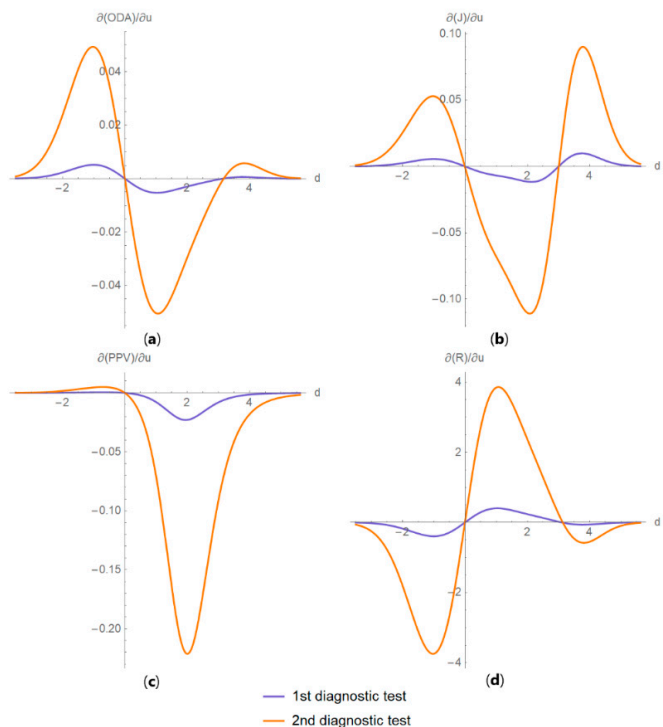 ∂(ODA)/∂u
0.04
0.02
−0.02
−0.04
−2
2
4
d
(a)
∂(J)/∂u
0.10
0.05
−0.05
−0.10
−2
2
4
d
(b)
∂(PPV)/∂u
−2
2
4
d
−0.05
−0.10
−0.15
−0.20
(c)
∂(R)/∂u
4
2
−2
−4
−2
2
4
d
(d)
1st diagnostic test
2nd diagnostic test